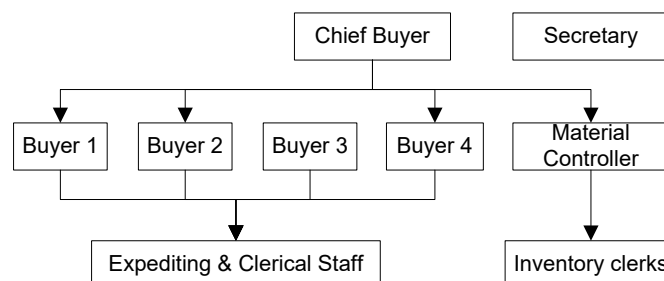 Chief Buyer
Secretary
Buyer 1
Buyer 2
Buyer 3
Buyer 4
Material
Controller
Expediting & Clerical Staff
Inventory clerks